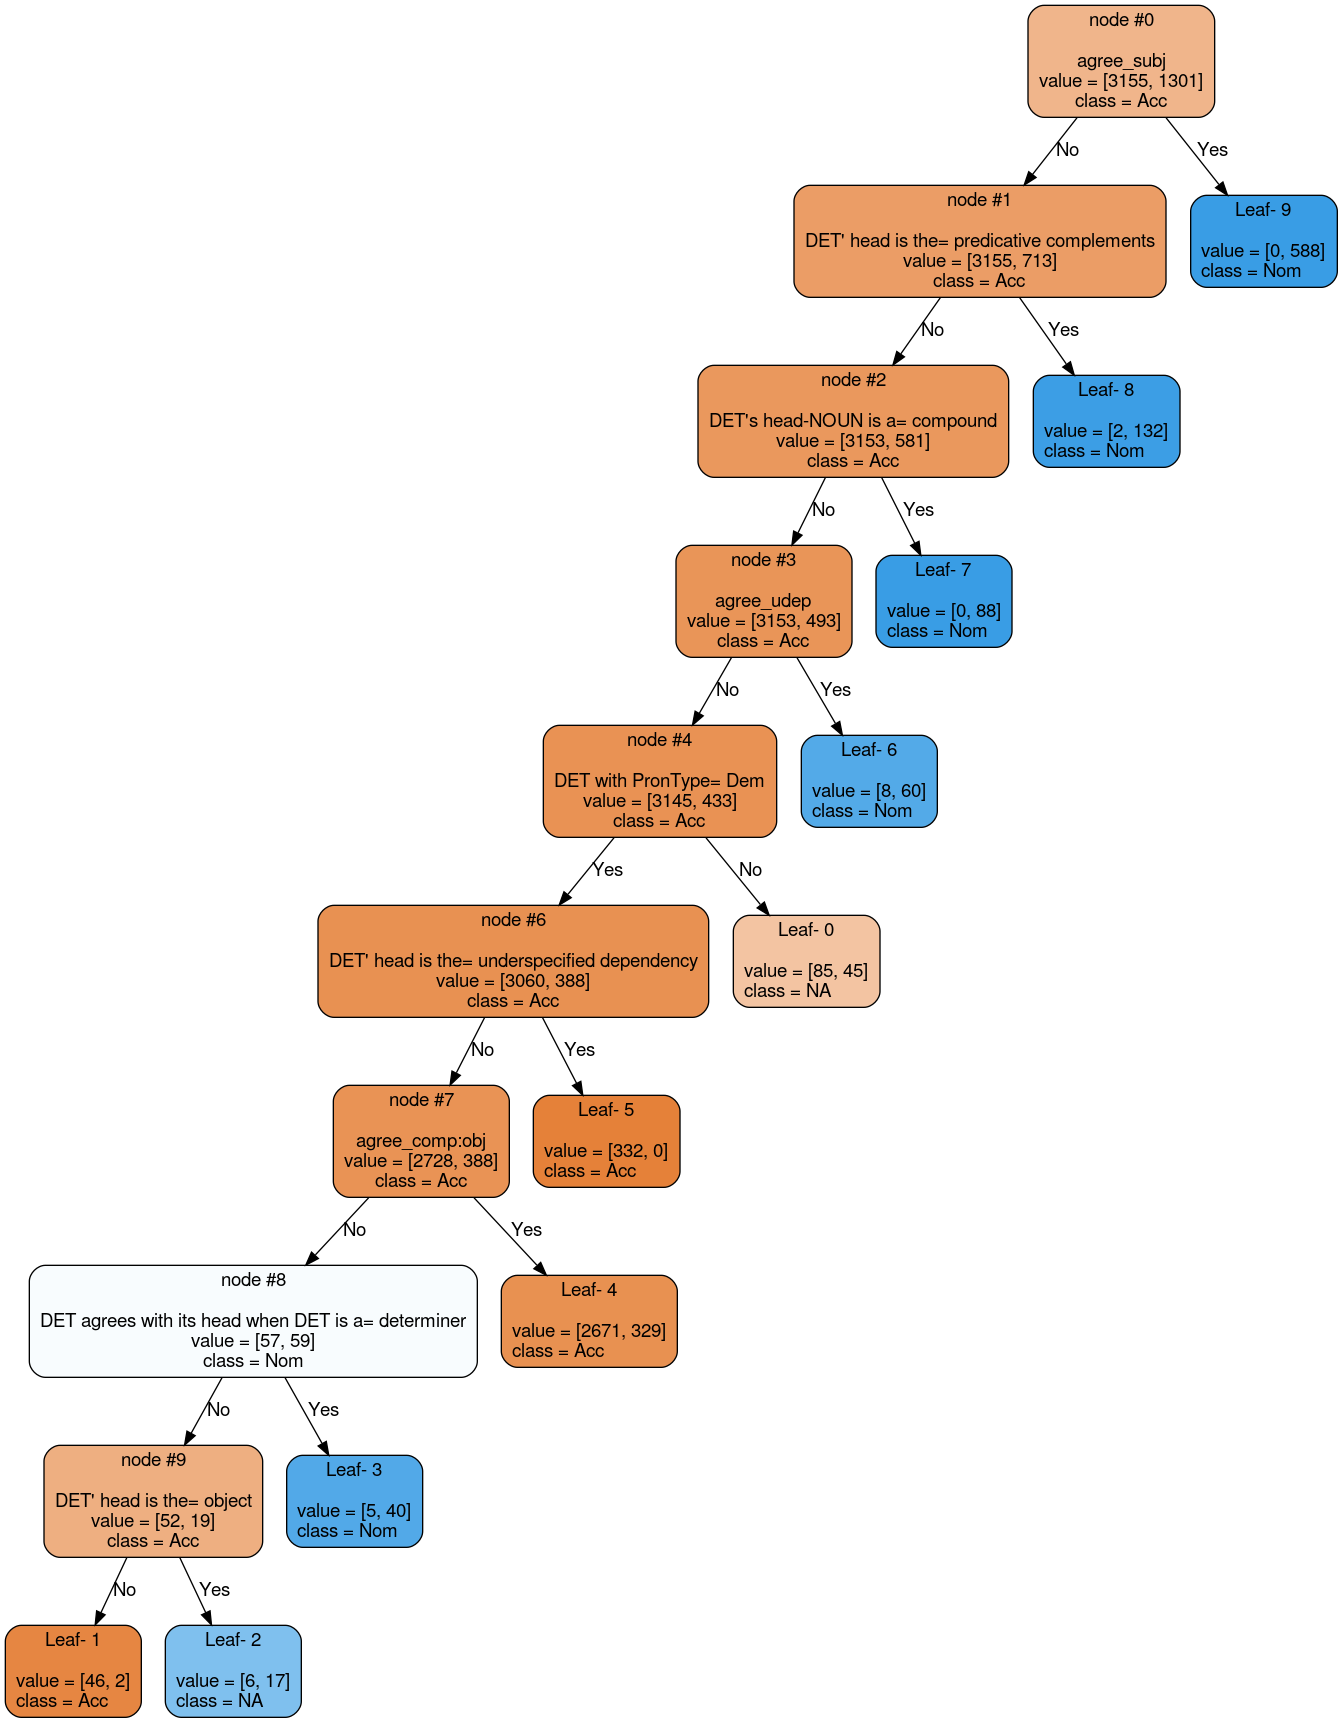 node #0
agree_subj
value = [3155, 1301]
class = Acc
No
Yes
node #1
DET' head is the= predicative complements
value = [3155, 713]
class = Acc
Leaf- 9
value = [0, 588]
class = Nom
No
Yes
node #2
DET's head-NOUN is a= compound
value = [3153, 581]
class = Acc
Leaf- 8
value = [2, 132]
class = Nom
No
Yes
node #3
agree_udep
value = [3153, 493]
class = Acc
Leaf- 7
value = [0, 88]
class = Nom
No
Yes
node #4
DET with PronType= Dem
value = [3145, 433]
class = Acc
Leaf- 6
value = [8, 60]
class = Nom
Yes
No
node #6
DET' head is the= underspecified dependency
value = [3060, 388]
class = Acc
Leaf- 0
value = [85, 45]
class = NA
No
Yes
node #7
agree_comp:obj
value = [2728, 388]
class = Acc
Leaf- 5
value = [332, 0]
class = Acc
No
Yes
node #8
DET agrees with its head when DET is a= determiner
value = [57, 59]
class = Nom
Leaf- 4
value = [2671, 329]
class = Acc
No
Yes
node #9
DET' head is the= object
value = [52, 19]
class = Acc
Leaf- 3
value = [5, 40]
class = Nom
No
Yes
Leaf- 1
value = [46, 2]
class = Acc
Leaf- 2
value = [6, 17]
class = NA